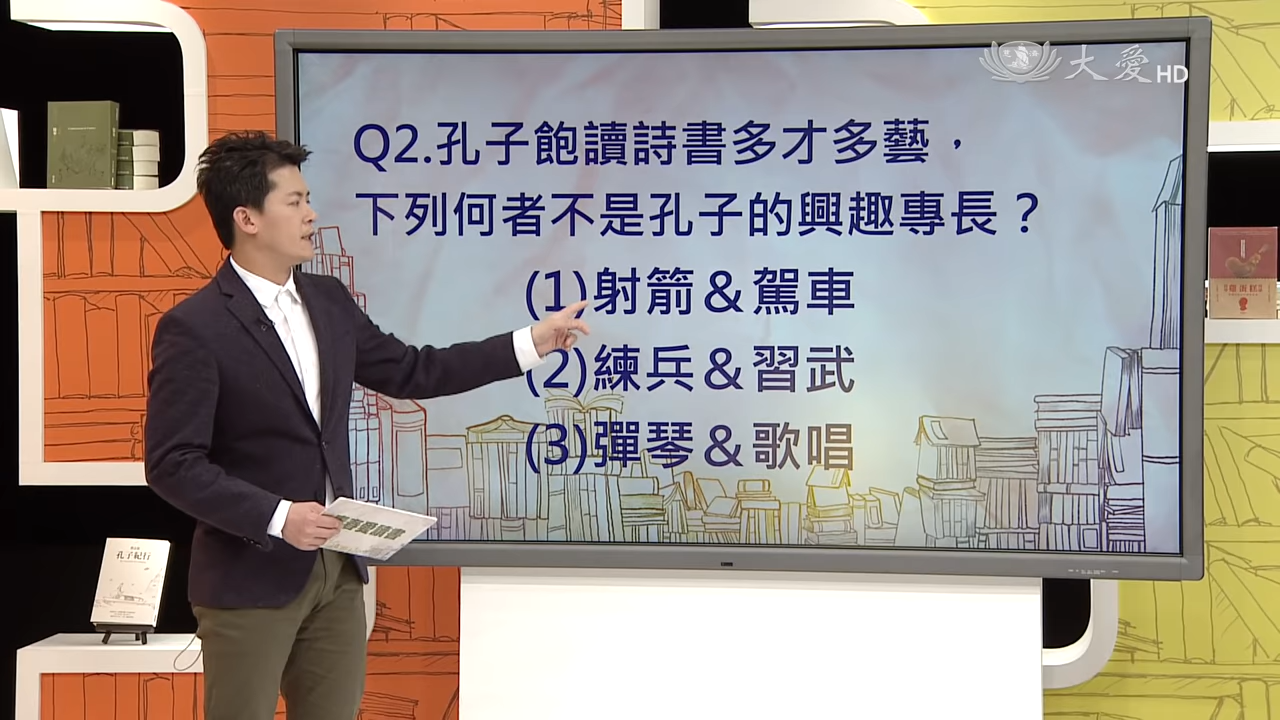 大愛HD
Q2.孔子飽讀詩書多才多藝，
下列何者不是孔子的興趣專長？
(1)射箭＆駕車
(2)練兵＆習武
(3)彈琴＆歌唱
孔子紀行